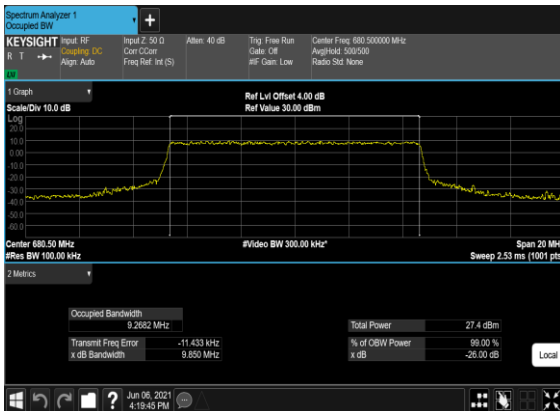 Spectrum Analyzer 1
Occupied BW
KEYSIGHT
R T
LXI
Input: RF
Coupling: DC
Align: Auto
Input Z: 50 Ω
Corr CCorr
Freq Ref: Int (S)
Atten: 40 dB
Trig: Free Run
Gate: Off
#IF Gain: Low
Center Freq: 680.500000 MHz
Avg|Hold: 500/500
Radio Std: None
1 Graph
Scale/Div 10.0 dB
Ref Lvl Offset 4.00 dB
Ref Value 30.00 dBm
Log
20.0
10.0
0.00
-10.0
-20.0
-30.0
-40.0
-50.0
-60.0
Center 680.50 MHz
#Res BW 100.00 kHz
#Video BW 300.00 kHz*
Span 20 MH
Sweep 2.53 ms (1001 pts
2 Metrics
Occupied Bandwidth
9.2682 MHz
Transmit Freq Error -11.433 kHz
x dB Bandwidth 9.850 MHz
Total Power 27.4 dBm
% of OBW Power 99.00 %
x dB -26.00 dB
Local
?
Jun 06, 2021
4:19:45 PM